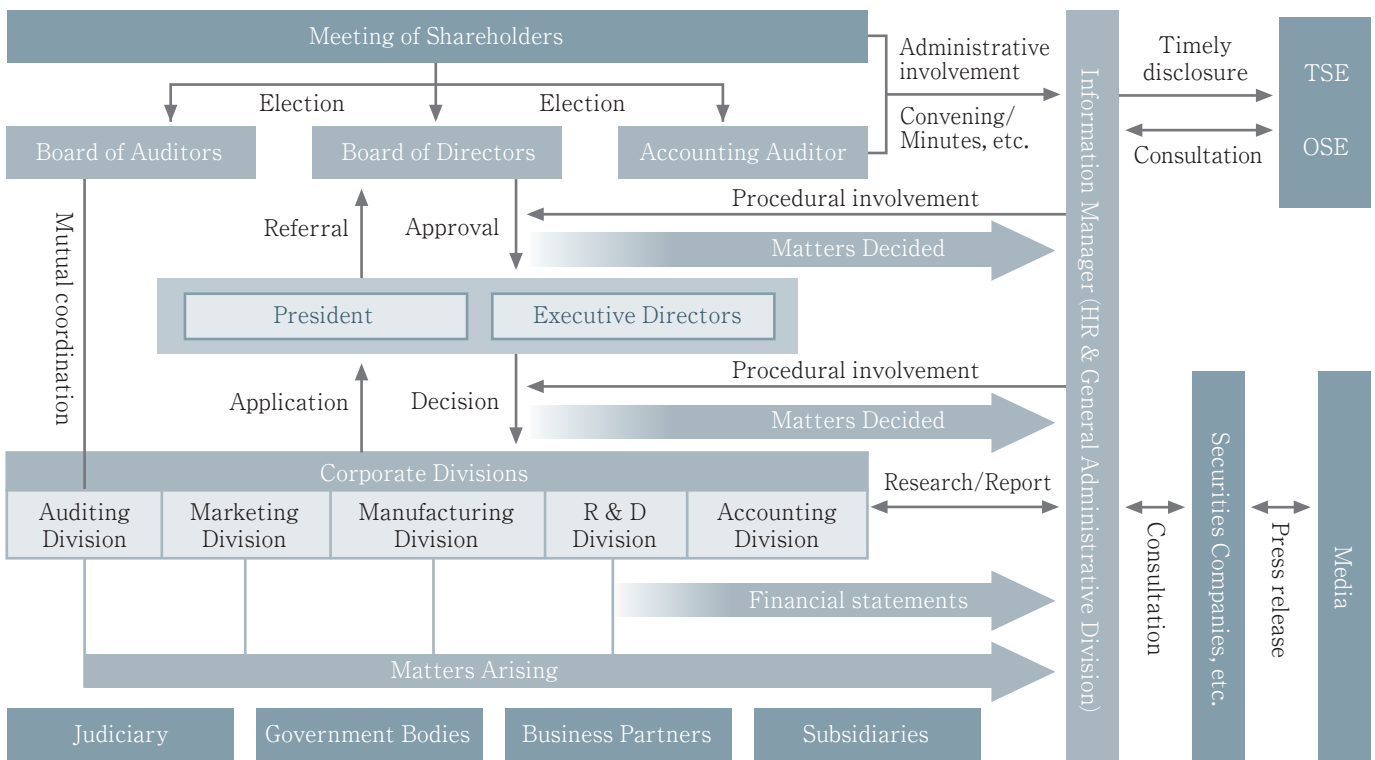 Meeting of Shareholders
Administrative
involvement
Timely
disclosure
TSE
Election
Election
Convening/
Minutes, etc.
Consultation
OSE
Board of Auditors
Board of Directors
Accounting Auditor
Information Manager (HR & General Administrative Division)
Mutual coordination
Referral
Approval
Procedural involvement
Matters Decided
President
Executive Directors
Application
Decision
Procedural involvement
Matters Decided
Corporate Divisions
Auditing
Division
Marketing
Division
Manufacturing
Division
R & D
Division
Accounting
Division
Research/Report
Consultation
Securities Companies, etc.
Press release
Media
Financial statements
Matters Arising
Judiciary
Government Bodies
Business Partners
Subsidiaries